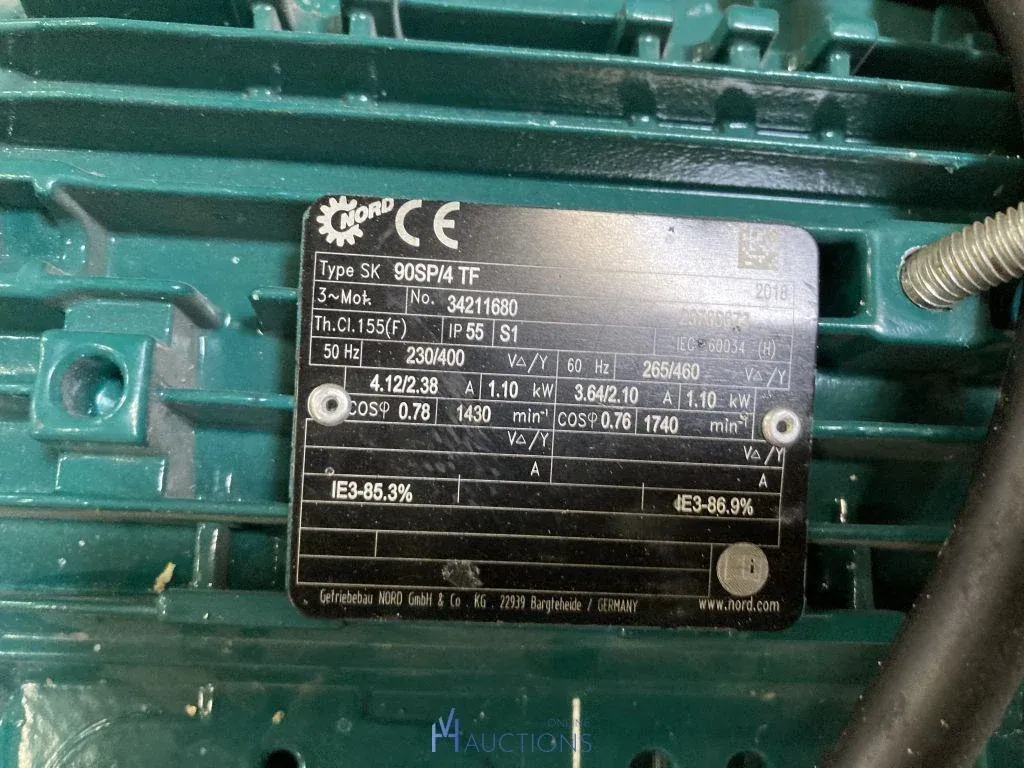 NORD CE
2018
Type SK 90SP/4 TF
3~Mot. No. 34211680
Th.Cl.155(F) IP 55 S1 IEC 60034 (H)
50 Hz 230/400 V△/Y 60 Hz 265/460 V△/Y
4.12/2.38 A 1.10 kW 3.64/2.10 A 1.10 kW
COSφ 0.78 1430 min⁻¹ COSφ 0.76 1740 min⁻¹
V△/Y V△/Y
A A
IE3-85.3% IE3-86.9%
Getriebebau NORD GmbH & Co. KG . 22939 Bargteheide / GERMANY www.nord.com
ONLINE
VH AUCTIONS